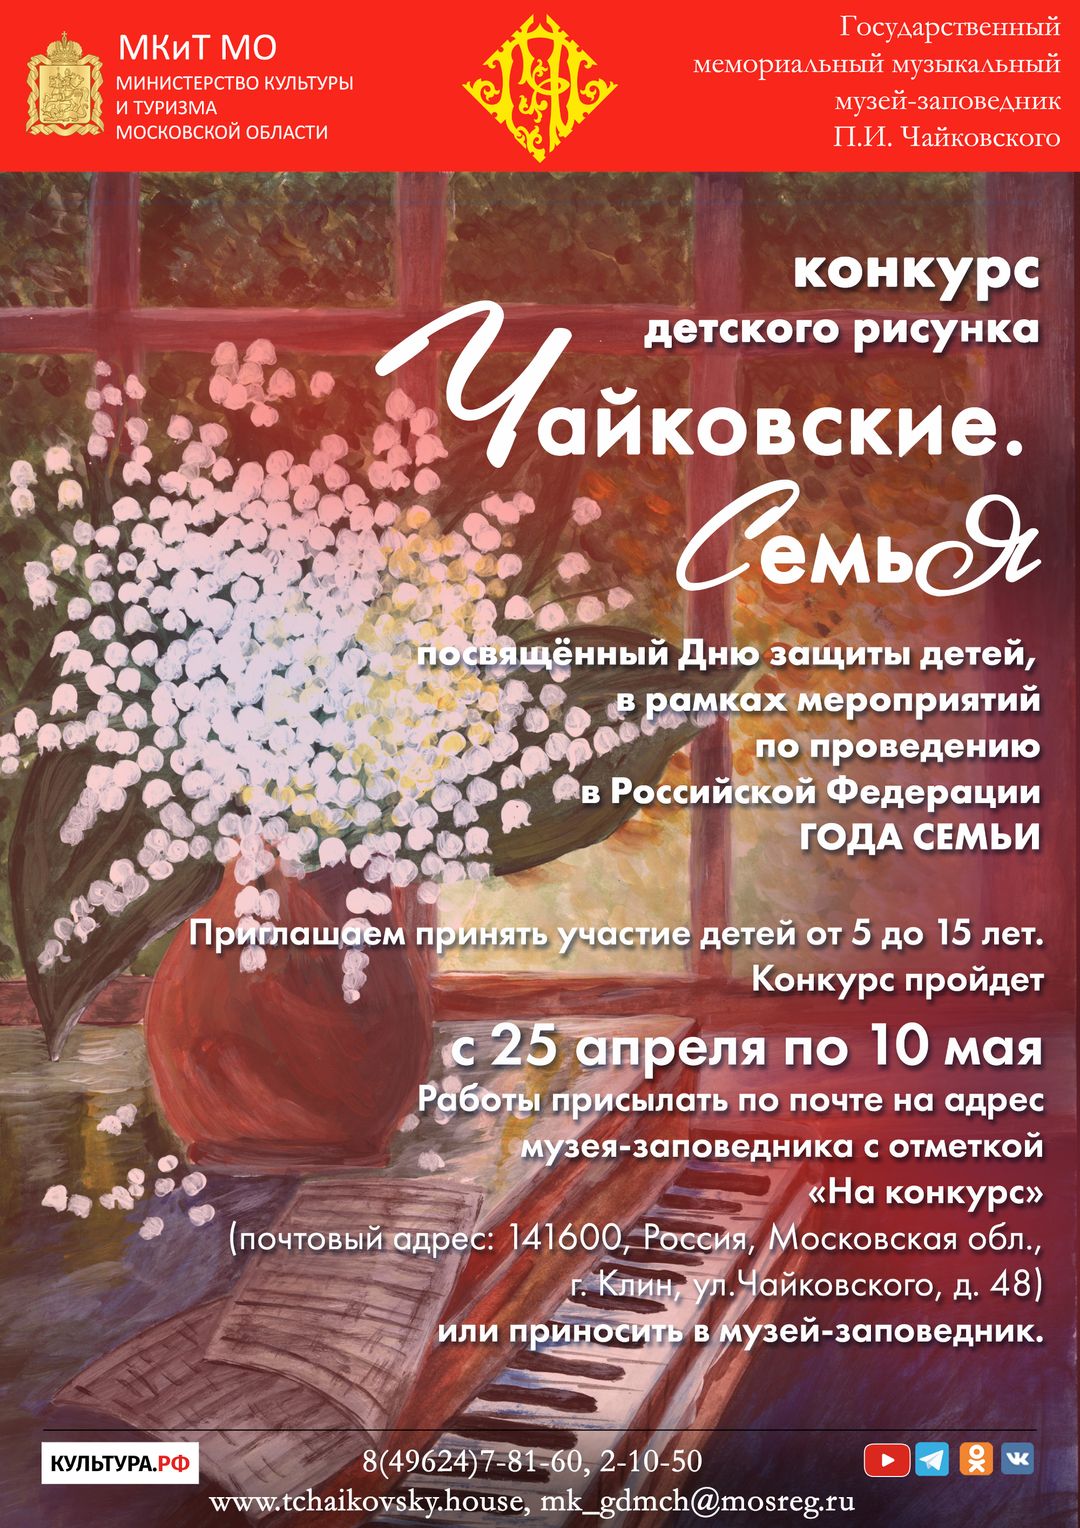 МКиТ МО
МИНИСТЕРСТВО КУЛЬТУРЫ
И ТУРИЗМА
МОСКОВСКОЙ ОБЛАСТИ
Государственный
мемориальный музыкальный
музей-заповедник
П.И. Чайковского
конкурс
детского рисунка
Чайковские.
Семья
посвящённый Дню защиты детей,
в рамках мероприятий
по проведению
в Российской Федерации
ГОДА СЕМЬИ
Приглашаем принять участие детей от 5 до 15 лет.
Конкурс пройдет
с 25 апреля по 10 мая
Работы присылать по почте на адрес
музея-заповедника с отметкой
«На конкурс»
(почтовый адрес: 141600, Россия, Московская обл.,
г. Клин, ул.Чайковского, д. 48)
или приносить в музей-заповедник.
КУЛЬТУРА.РФ
8(49624)7-81-60, 2-10-50
www.tchaikovsky.house, mk_gdmch@mosreg.ru